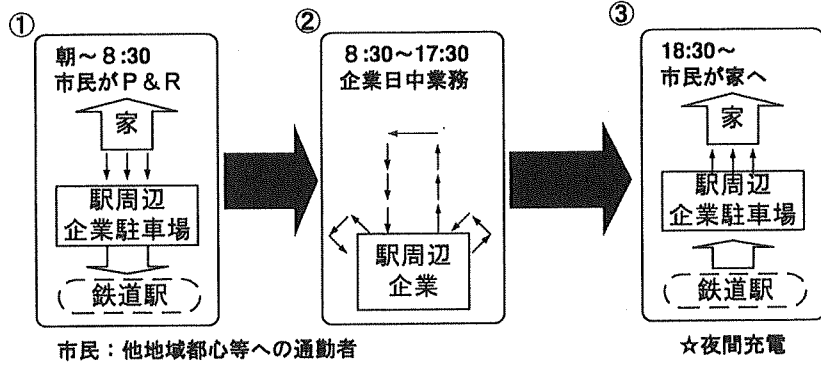 ①
朝～8:30
市民がP＆R
家
駅周辺
企業駐車場
鉄道駅
②
8:30～17:30
企業日中業務
駅周辺
企業
③
18:30～
市民が家へ
家
駅周辺
企業駐車場
鉄道駅
市民：他地域都心等への通勤者
☆夜間充電